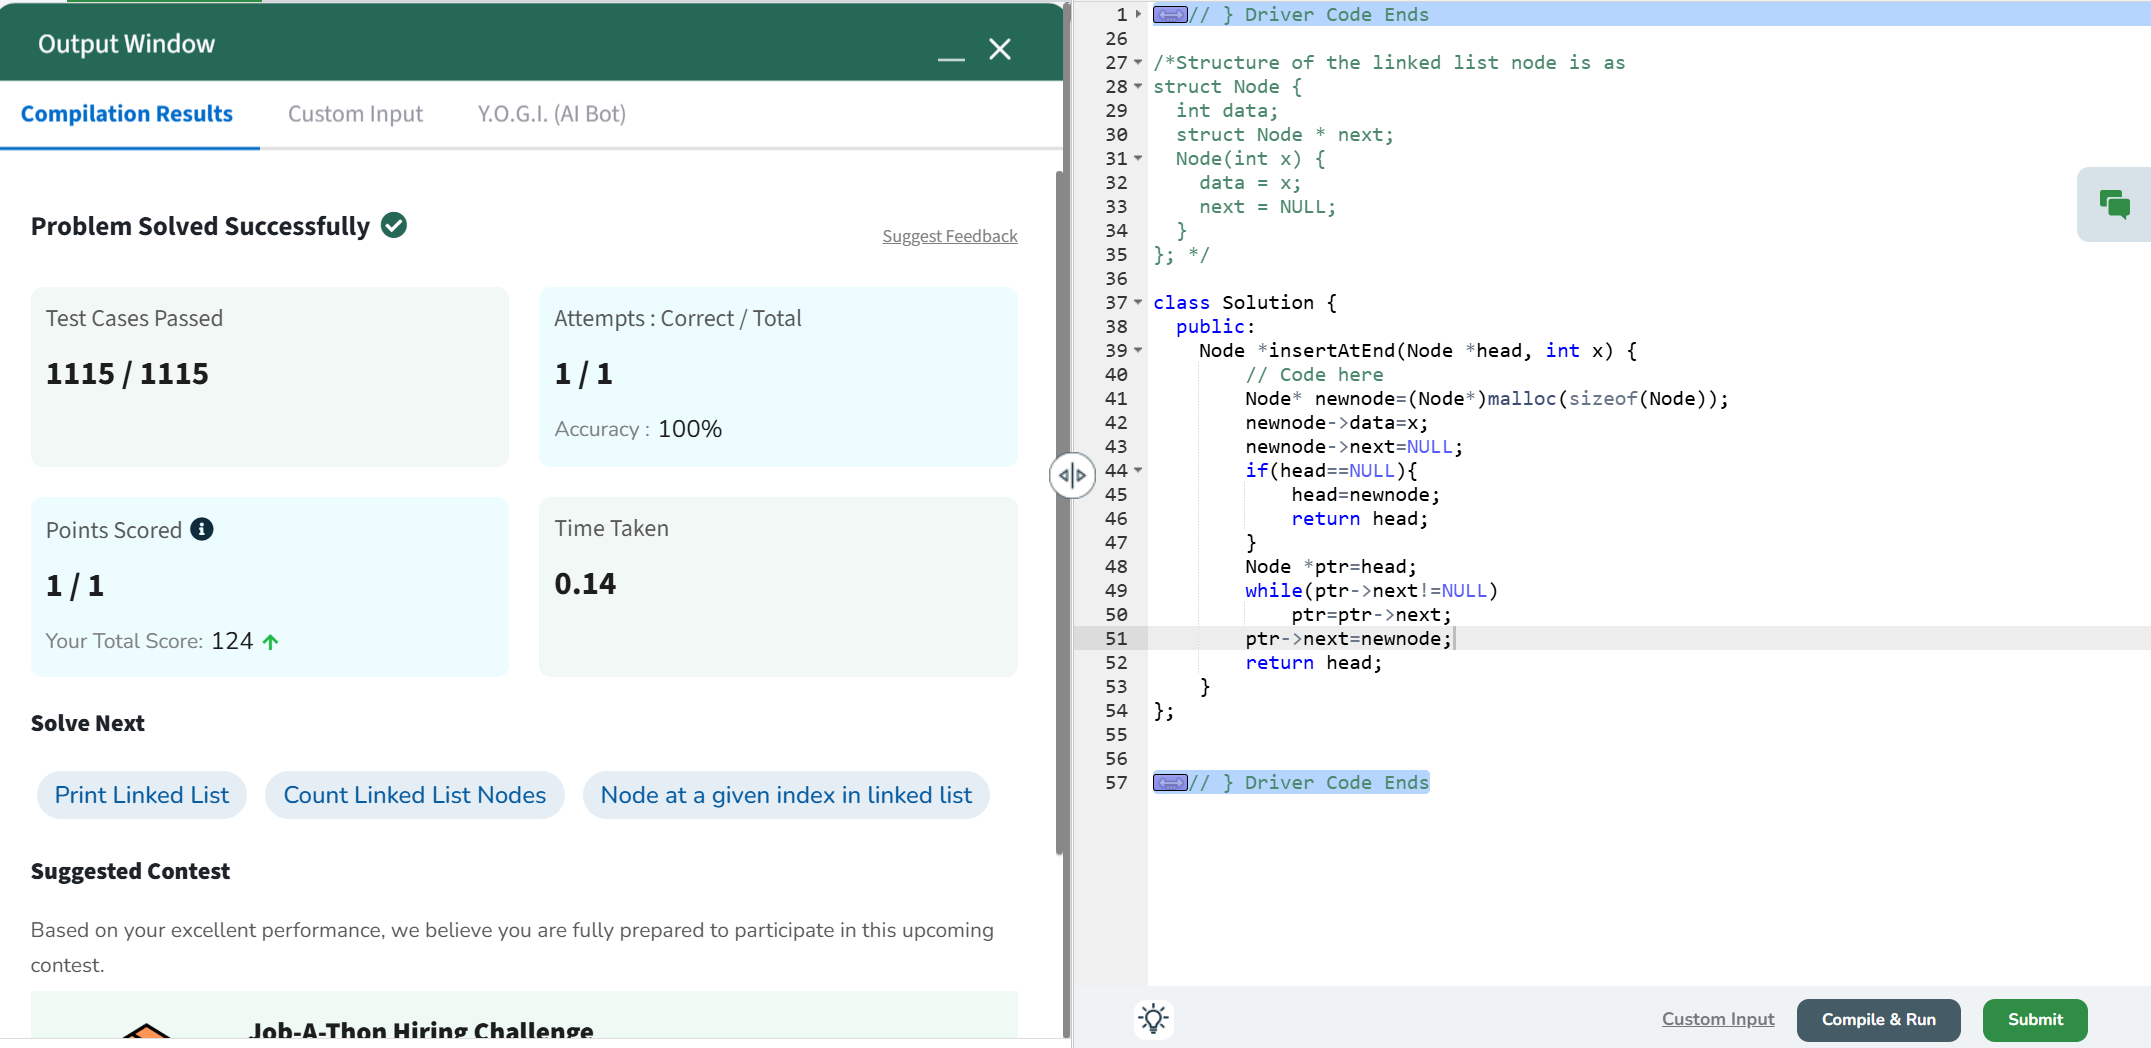 Output Window
Compilation Results Custom Input Y.O.G.I. (AI Bot)
Problem Solved Successfully
Suggest Feedback
Test Cases Passed
1115 / 1115
Attempts : Correct / Total
1 / 1
Accuracy : 100%
Points Scored
1 / 1
Your Total Score: 124
Time Taken
0.14
Solve Next
Print Linked List Count Linked List Nodes Node at a given index in linked list
Suggested Contest
Based on your excellent performance, we believe you are fully prepared to participate in this upcoming
contest.
Job-A-Thon Hiring Challenge
1 // } Driver Code Ends
26
27 /*Structure of the linked list node is as
28 struct Node {
29   int data;
30   struct Node * next;
31   Node(int x) {
32     data = x;
33     next = NULL;
34   }
35 }; */
36
37 class Solution {
38   public:
39     Node *insertAtEnd(Node *head, int x) {
40         // Code here
41         Node* newnode=(Node*)malloc(sizeof(Node));
42         newnode->data=x;
43         newnode->next=NULL;
44         if(head==NULL){
45             head=newnode;
46             return head;
47         }
48         Node *ptr=head;
49         while(ptr->next!=NULL)
50             ptr=ptr->next;
51         ptr->next=newnode;
52         return head;
53     }
54 };
55
56
57 // } Driver Code Ends
Custom Input Compile & Run Submit